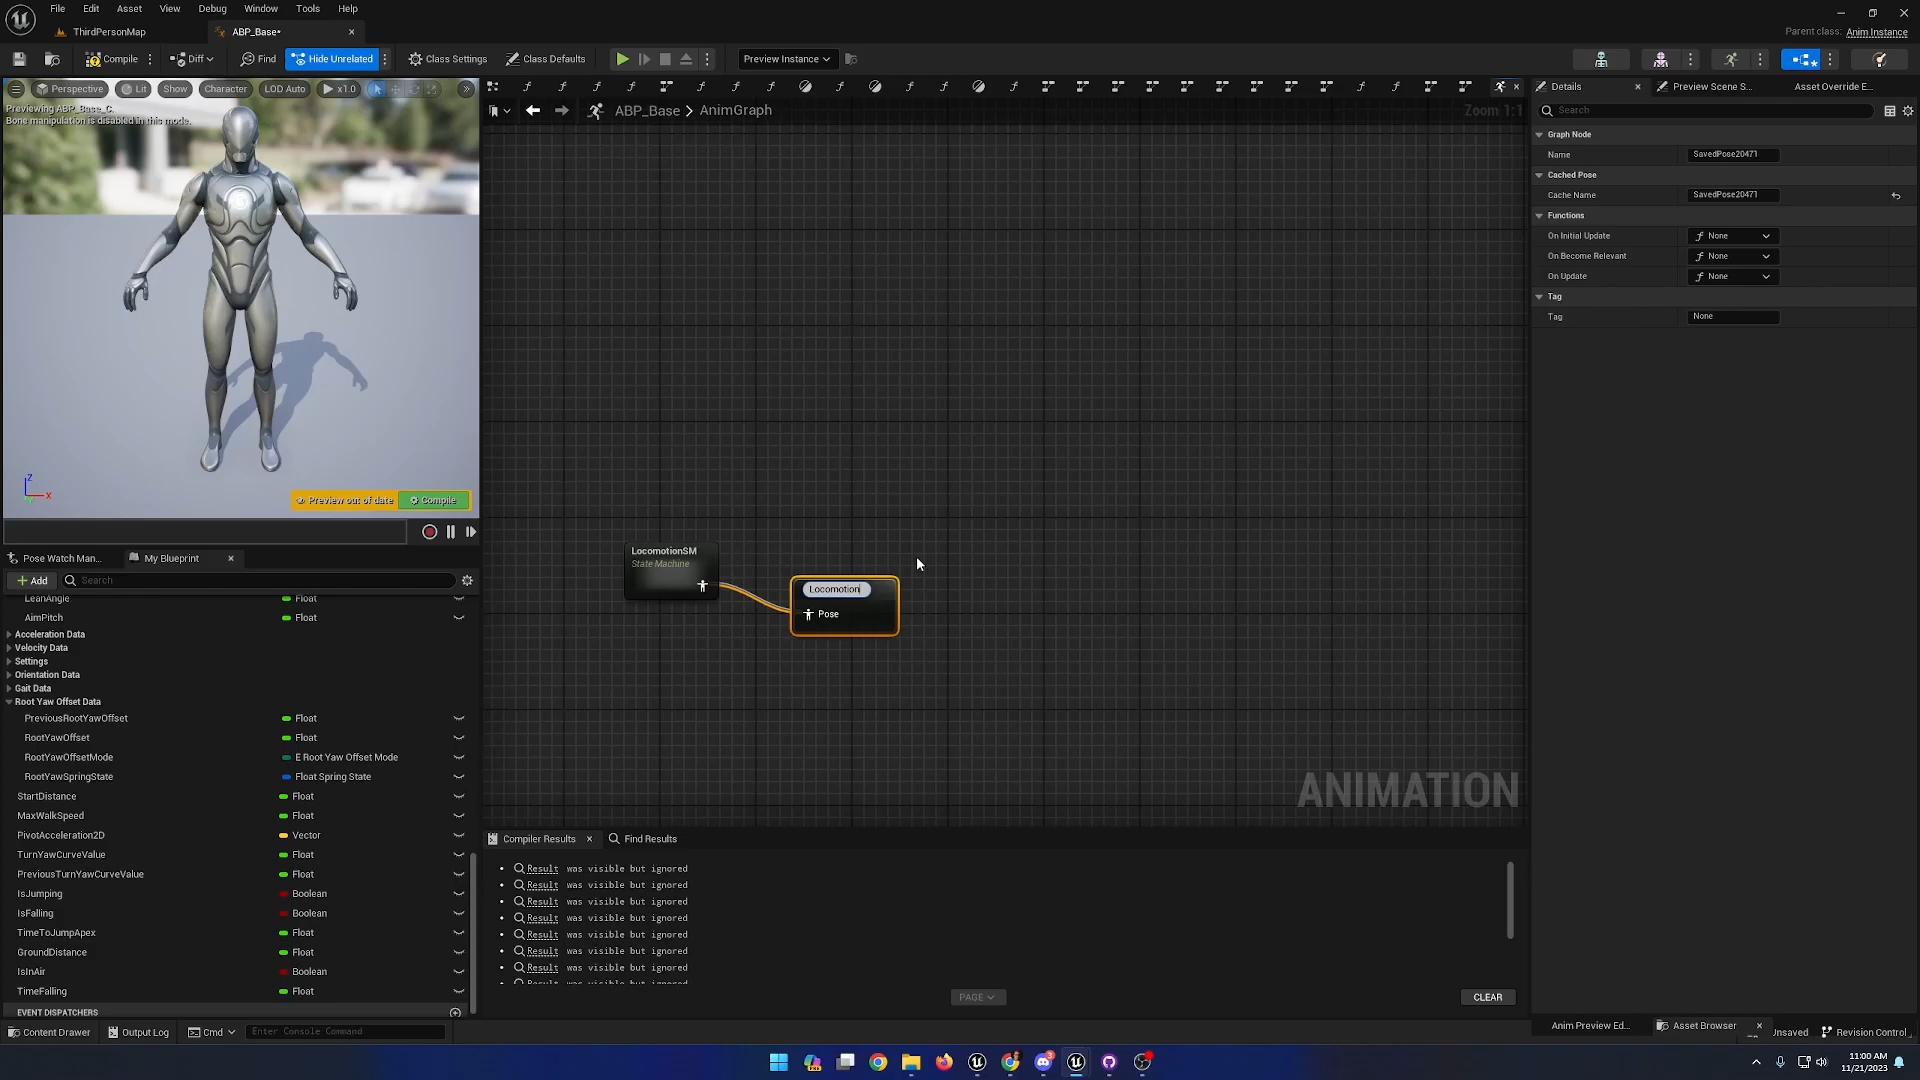 File Edit Asset View Debug Window Tools Help
ThirdPersonMap
ABP_Base•
Parent class: Anim Instance
Compile
Diff
Find
Hide Unrelated
Class Settings
Class Defaults
Preview Instance
Perspective
Lit
Show
Character
LOD Auto
x1.0
Previewing ABP_Base_C.
Bone manipulation is disabled in this mode.
Preview out of date
Compile
ABP_Base > AnimGraph
Zoom 1:1
LocomotionSM
State Machine
Locomotion
Pose
ANIMATION
Pose Watch Man...
My Blueprint
Add
Search
LeanAngle Float
AimPitch Float
Acceleration Data
Velocity Data
Settings
Orientation Data
Gait Data
Root Yaw Offset Data
PreviousRootYawOffset Float
RootYawOffset Float
RootYawOffsetMode E Root Yaw Offset Mode
RootYawSpringState Float Spring State
StartDistance Float
MaxWalkSpeed Float
PivotAcceleration2D Vector
TurnYawCurveValue Float
PreviousTurnYawCurveValue Float
IsJumping Boolean
IsFalling Boolean
TimeToJumpApex Float
GroundDistance Float
IsInAir Boolean
TimeFalling Float
EVENT DISPATCHERS
Compiler Results
Find Results
Result was visible but ignored
Result was visible but ignored
Result was visible but ignored
Result was visible but ignored
Result was visible but ignored
Result was visible but ignored
Result was visible but ignored
Result was visible but ignored
PAGE
CLEAR
Details
Preview Scene S...
Asset Override E...
Search
Graph Node
Name SavedPose20471
Cached Pose
Cache Name SavedPose20471
Functions
On Initial Update None
On Become Relevant None
On Update None
Tag
Tag None
Anim Preview Ed...
Asset Browser
Content Drawer
Output Log
Cmd
Enter Console Command
Unsaved
Revision Control
11:00 AM
11/21/2023